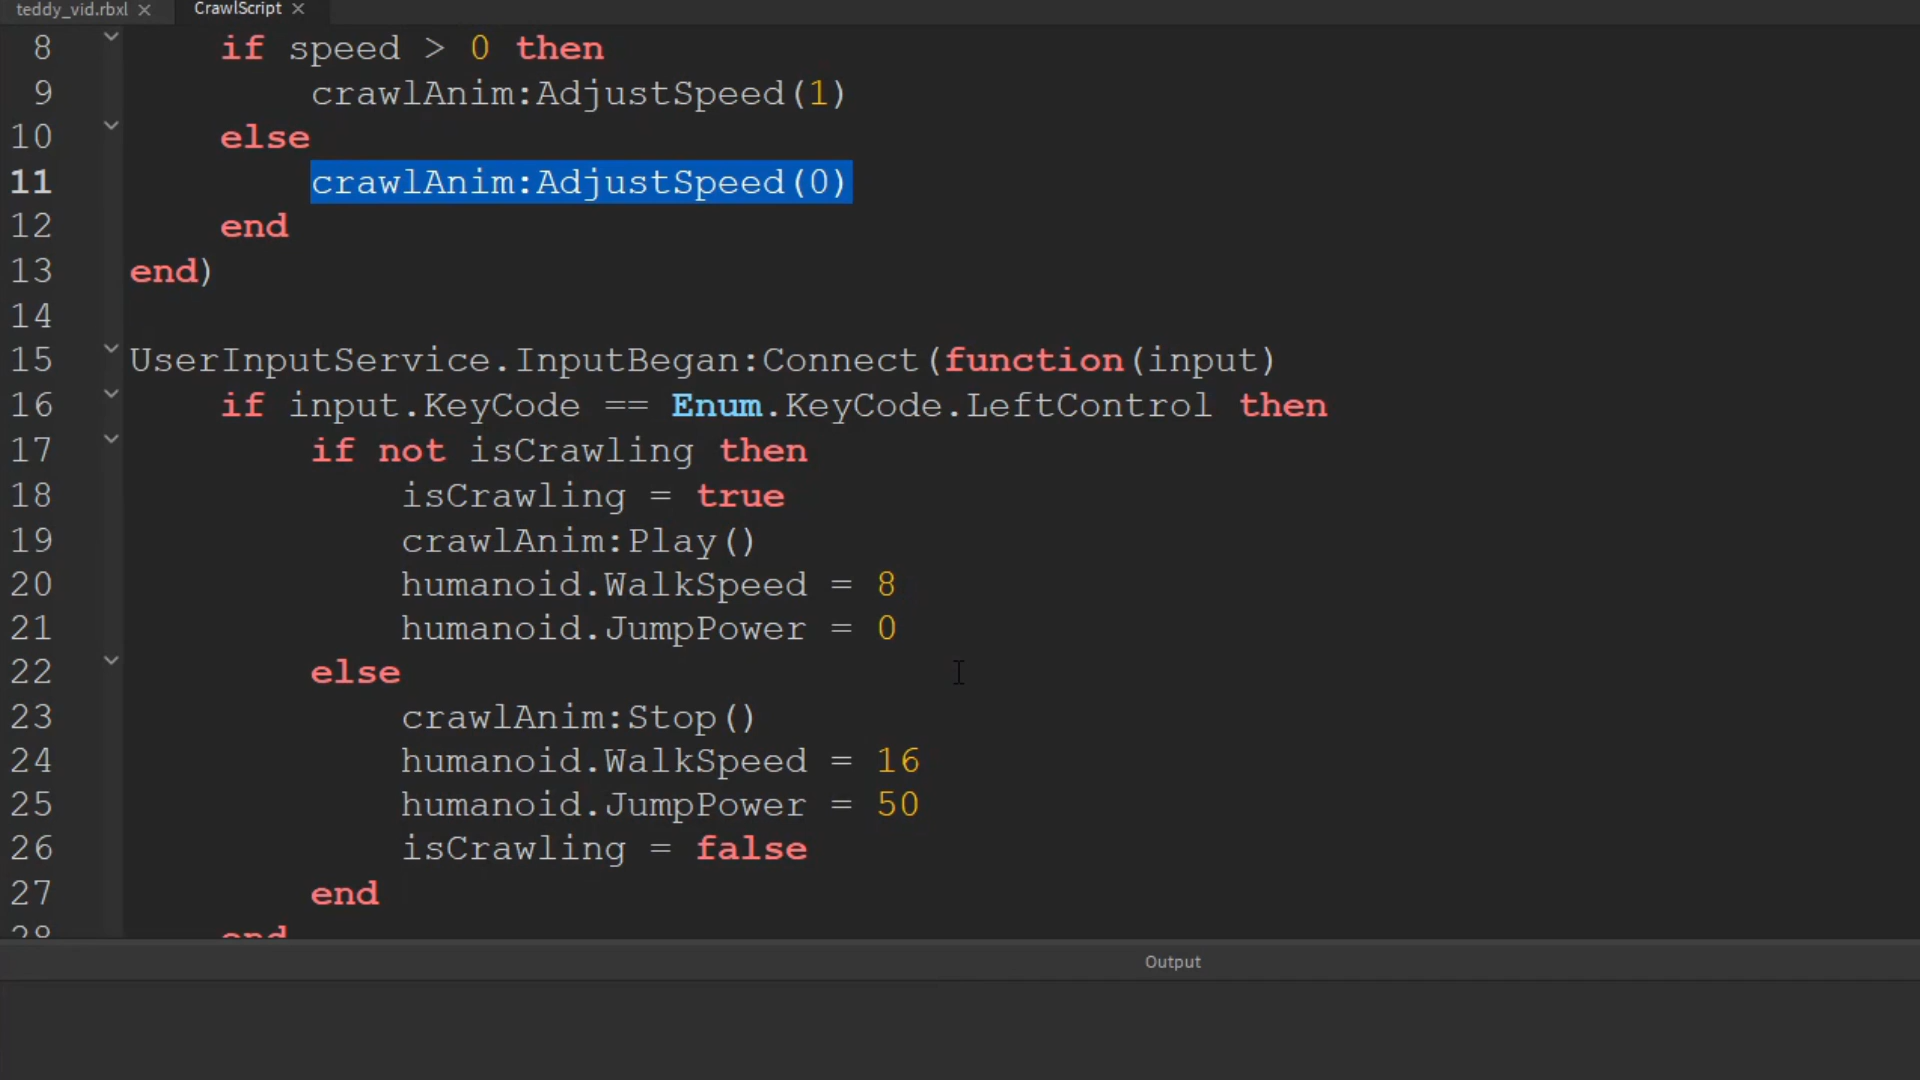 teddy_vid.rbxl × CrawlScript ×
8 if speed > 0 then
9 crawlAnim:AdjustSpeed(1)
10 else
11 crawlAnim:AdjustSpeed(0)
12 end
13 end)
14
15 UserInputService.InputBegan:Connect(function(input)
16 if input.KeyCode == Enum.KeyCode.LeftControl then
17 if not isCrawling then
18 isCrawling = true
19 crawlAnim:Play()
20 humanoid.WalkSpeed = 8
21 humanoid.JumpPower = 0
22 else
23 crawlAnim:Stop()
24 humanoid.WalkSpeed = 16
25 humanoid.JumpPower = 50
26 isCrawling = false
27 end
28 end
Output